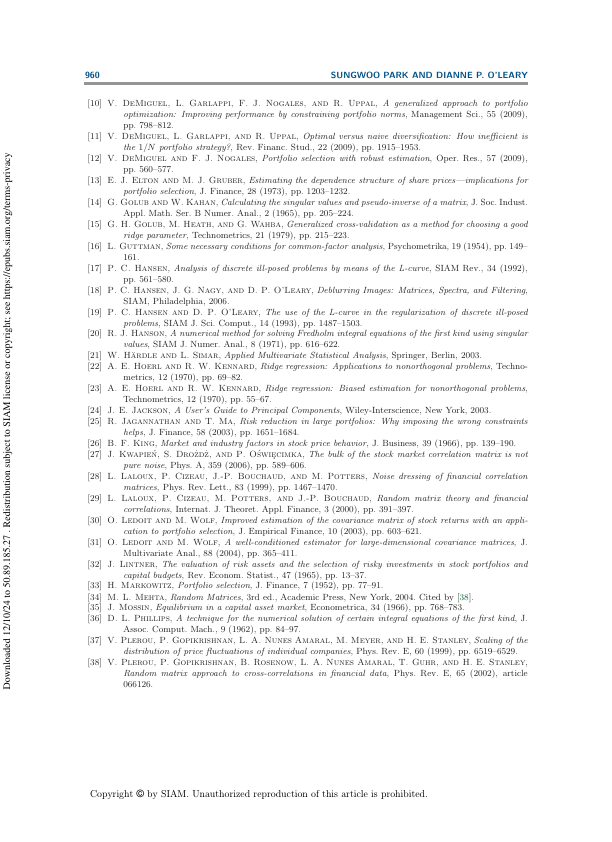 960 SUNGWOO PARK AND DIANNE P. O'LEARY
[10] V. DeMiguel, L. Garlappi, F. J. Nogales, and R. Uppal, A generalized approach to portfolio
optimization: Improving performance by constraining portfolio norms, Management Sci., 55 (2009),
pp. 798–812.
[11] V. DeMiguel, L. Garlappi, and R. Uppal, Optimal versus naive diversification: How inefficient is
the 1/N portfolio strategy?, Rev. Financ. Stud., 22 (2009), pp. 1915–1953.
[12] V. DeMiguel and F. J. Nogales, Portfolio selection with robust estimation, Oper. Res., 57 (2009),
pp. 560–577.
[13] E. J. Elton and M. J. Gruber, Estimating the dependence structure of share prices—implications for
portfolio selection, J. Finance, 28 (1973), pp. 1203–1232.
[14] G. Golub and W. Kahan, Calculating the singular values and pseudo-inverse of a matrix, J. Soc. Indust.
Appl. Math. Ser. B Numer. Anal., 2 (1965), pp. 205–224.
[15] G. H. Golub, M. Heath, and G. Wahba, Generalized cross-validation as a method for choosing a good
ridge parameter, Technometrics, 21 (1979), pp. 215–223.
[16] L. Guttman, Some necessary conditions for common-factor analysis, Psychometrika, 19 (1954), pp. 149–
161.
[17] P. C. Hansen, Analysis of discrete ill-posed problems by means of the L-curve, SIAM Rev., 34 (1992),
pp. 561–580.
[18] P. C. Hansen, J. G. Nagy, and D. P. O'Leary, Deblurring Images: Matrices, Spectra, and Filtering,
SIAM, Philadelphia, 2006.
[19] P. C. Hansen and D. P. O'Leary, The use of the L-curve in the regularization of discrete ill-posed
problems, SIAM J. Sci. Comput., 14 (1993), pp. 1487–1503.
[20] R. J. Hanson, A numerical method for solving Fredholm integral equations of the first kind using singular
values, SIAM J. Numer. Anal., 8 (1971), pp. 616–622.
[21] W. Härdle and L. Simar, Applied Multivariate Statistical Analysis, Springer, Berlin, 2003.
[22] A. E. Hoerl and R. W. Kennard, Ridge regression: Applications to nonorthogonal problems, Techno-
metrics, 12 (1970), pp. 69–82.
[23] A. E. Hoerl and R. W. Kennard, Ridge regression: Biased estimation for nonorthogonal problems,
Technometrics, 12 (1970), pp. 55–67.
[24] J. E. Jackson, A User's Guide to Principal Components, Wiley-Interscience, New York, 2003.
[25] R. Jagannathan and T. Ma, Risk reduction in large portfolios: Why imposing the wrong constraints
helps, J. Finance, 58 (2003), pp. 1651–1684.
[26] B. F. King, Market and industry factors in stock price behavior, J. Business, 39 (1966), pp. 139–190.
[27] J. Kwapień, S. Drożdż, and P. Oświęcimka, The bulk of the stock market correlation matrix is not
pure noise, Phys. A, 359 (2006), pp. 589–606.
[28] L. Laloux, P. Cizeau, J.-P. Bouchaud, and M. Potters, Noise dressing of financial correlation
matrices, Phys. Rev. Lett., 83 (1999), pp. 1467–1470.
[29] L. Laloux, P. Cizeau, M. Potters, and J.-P. Bouchaud, Random matrix theory and financial
correlations, Internat. J. Theoret. Appl. Finance, 3 (2000), pp. 391–397.
[30] O. Ledoit and M. Wolf, Improved estimation of the covariance matrix of stock returns with an appli-
cation to portfolio selection, J. Empirical Finance, 10 (2003), pp. 603–621.
[31] O. Ledoit and M. Wolf, A well-conditioned estimator for large-dimensional covariance matrices, J.
Multivariate Anal., 88 (2004), pp. 365–411.
[32] J. Lintner, The valuation of risk assets and the selection of risky investments in stock portfolios and
capital budgets, Rev. Econom. Statist., 47 (1965), pp. 13–37.
[33] H. Markowitz, Portfolio selection, J. Finance, 7 (1952), pp. 77–91.
[34] M. L. Mehta, Random Matrices, 3rd ed., Academic Press, New York, 2004. Cited by [38].
[35] J. Mossin, Equilibrium in a capital asset market, Econometrica, 34 (1966), pp. 768–783.
[36] D. L. Phillips, A technique for the numerical solution of certain integral equations of the first kind, J.
Assoc. Comput. Mach., 9 (1962), pp. 84–97.
[37] V. Plerou, P. Gopikrishnan, L. A. Nunes Amaral, M. Meyer, and H. E. Stanley, Scaling of the
distribution of price fluctuations of individual companies, Phys. Rev. E, 60 (1999), pp. 6519–6529.
[38] V. Plerou, P. Gopikrishnan, B. Rosenow, L. A. Nunes Amaral, T. Guhr, and H. E. Stanley,
Random matrix approach to cross-correlations in financial data, Phys. Rev. E, 65 (2002), article
066126.
Copyright © by SIAM. Unauthorized reproduction of this article is prohibited.
Downloaded 12/10/24 to 50.89.185.27 . Redistribution subject to SIAM license or copyright; see https://epubs.siam.org/terms-privacy